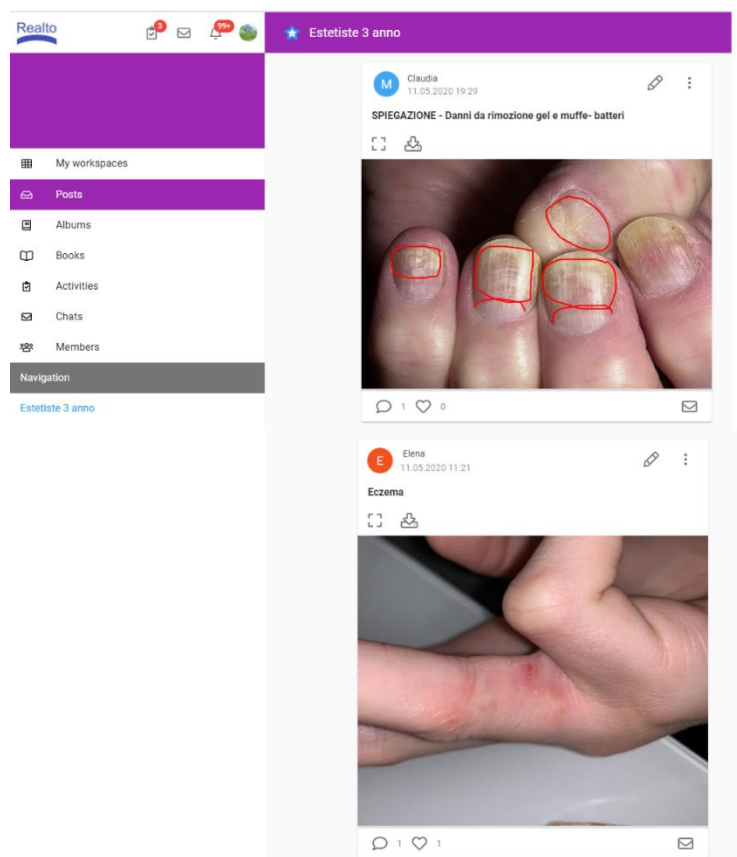 Realto
3
99+
Estetiste 3 anno
My workspaces
Posts
Albums
Books
Activities
Chats
Members
Navigation
Estetiste 3 anno
M
Claudia
11.05.2020 19:29
SPIEGAZIONE - Danni da rimozione gel e muffe- batteri
1 0
E
Elena
11.05.2020 11:21
Eczema
1 1